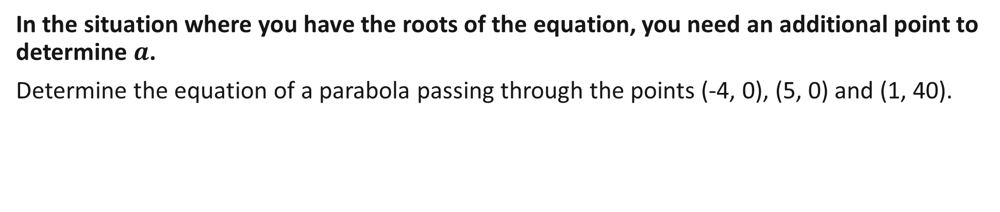 In the situation where you have the roots of the equation, you need an additional point to
determine a.
Determine the equation of a parabola passing through the points (-4, 0), (5, 0) and (1, 40).